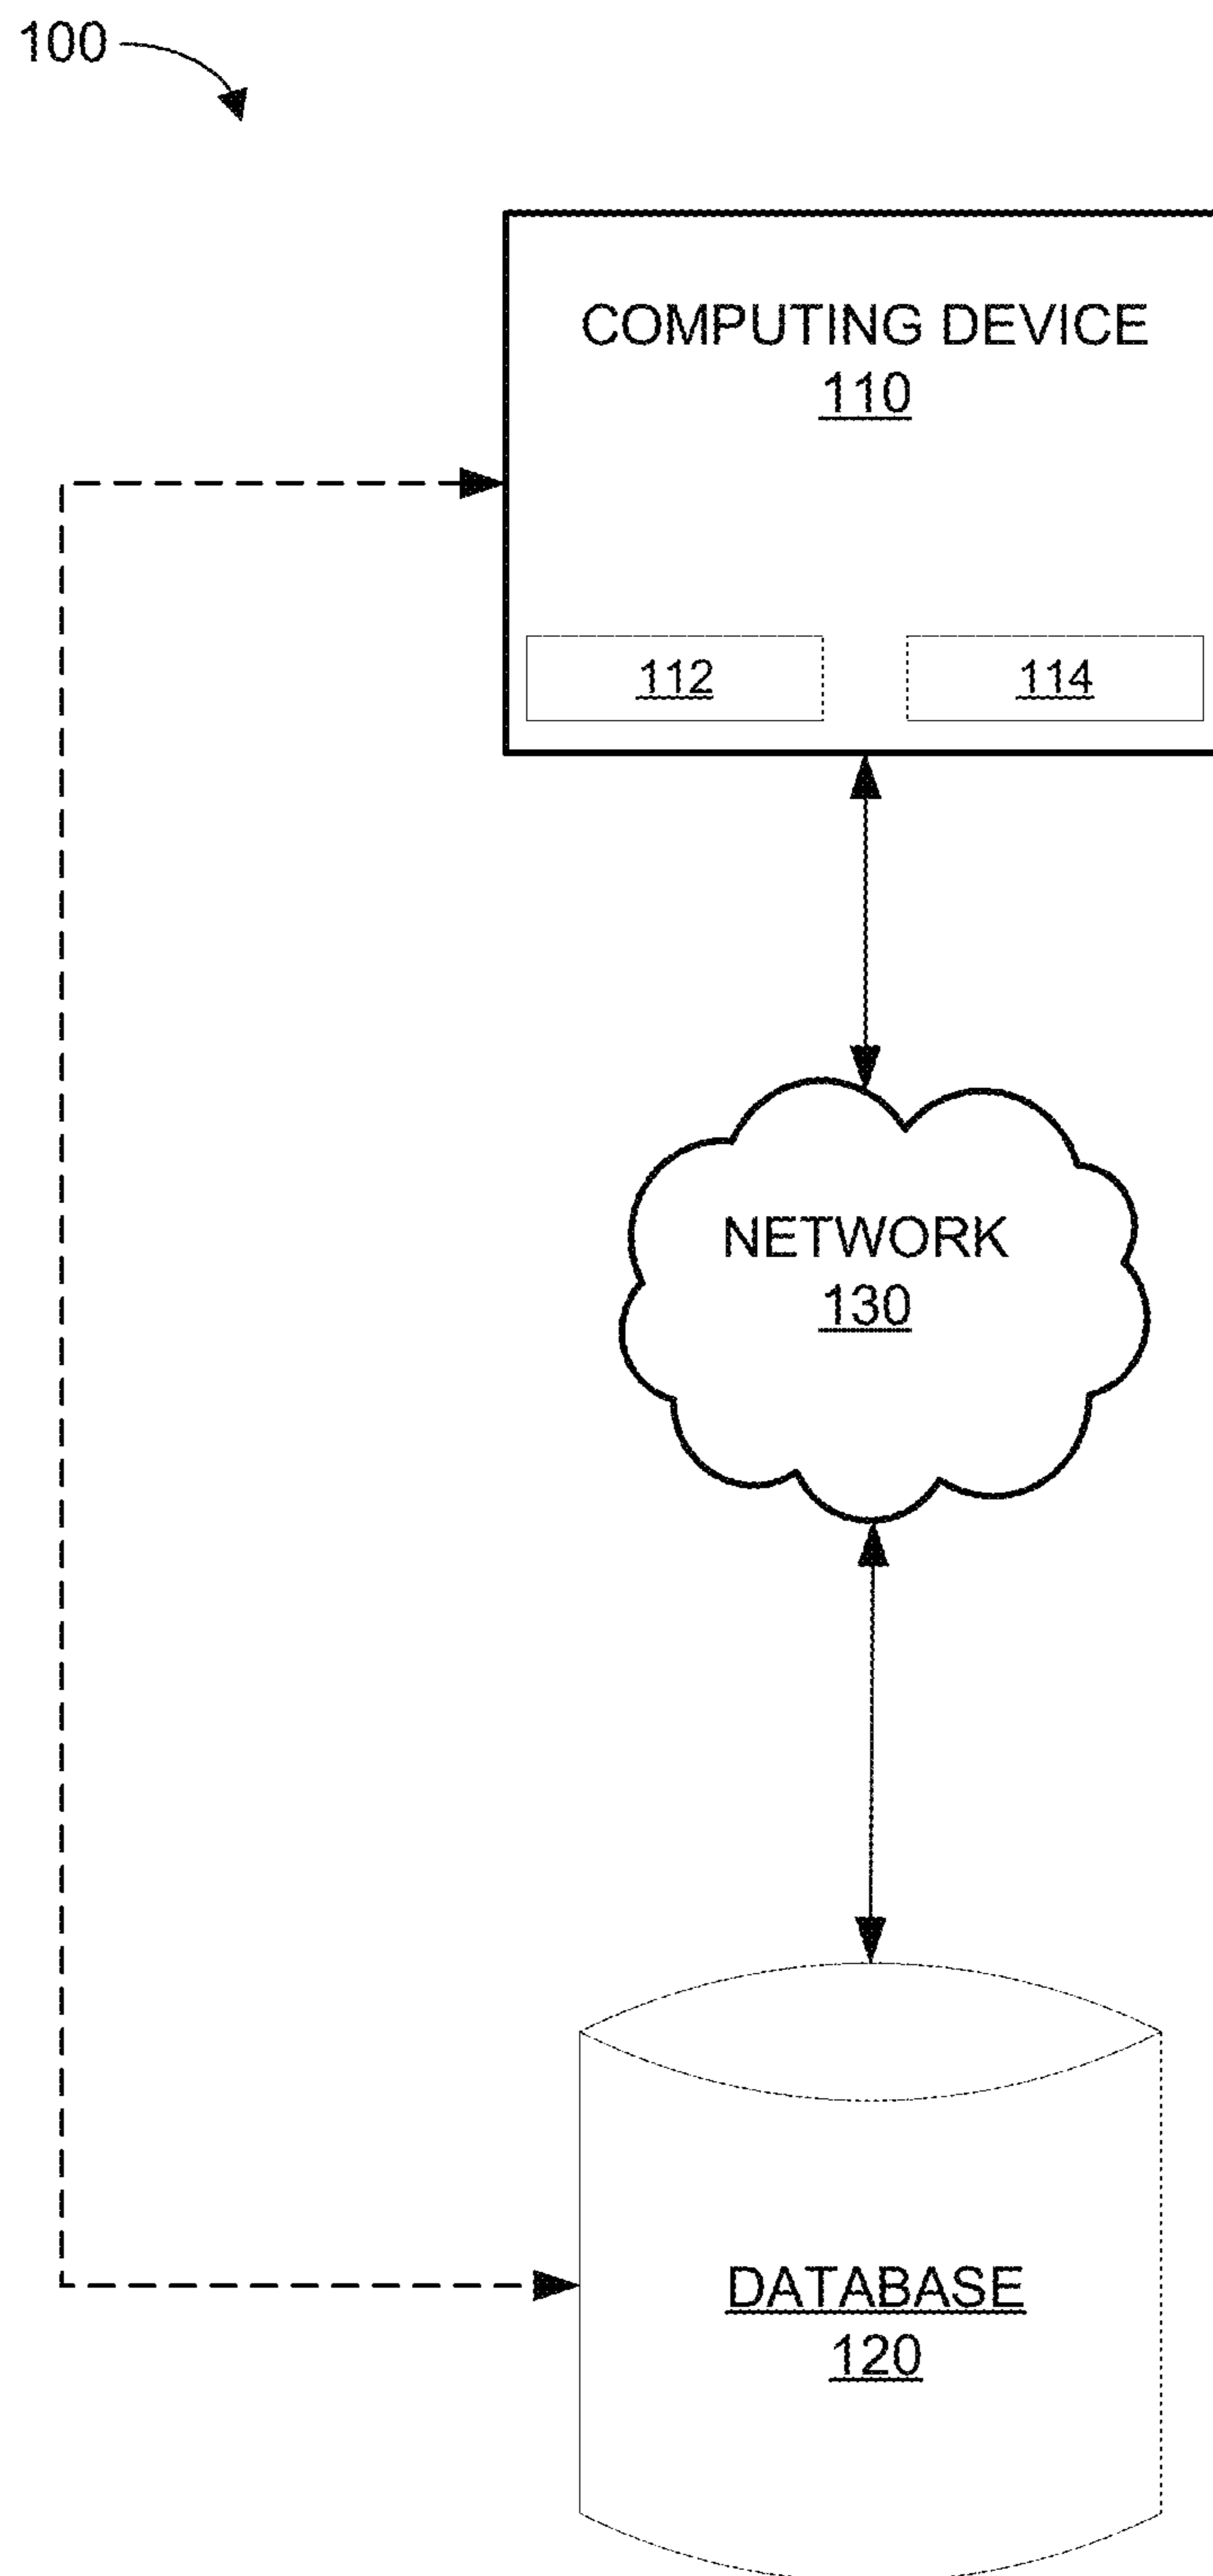 100
COMPUTING DEVICE
110
112
114
NETWORK
130
DATABASE
120